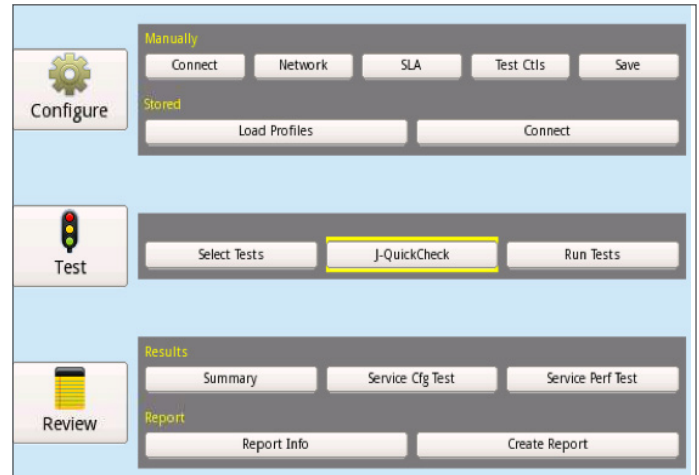 Manually
Connect Network SLA Test Ctls Save
Configure
Stored
Load Profiles Connect
Test
Select Tests J-QuickCheck Run Tests
Results
Summary Service Cfg Test Service Perf Test
Review
Report
Report Info Create Report